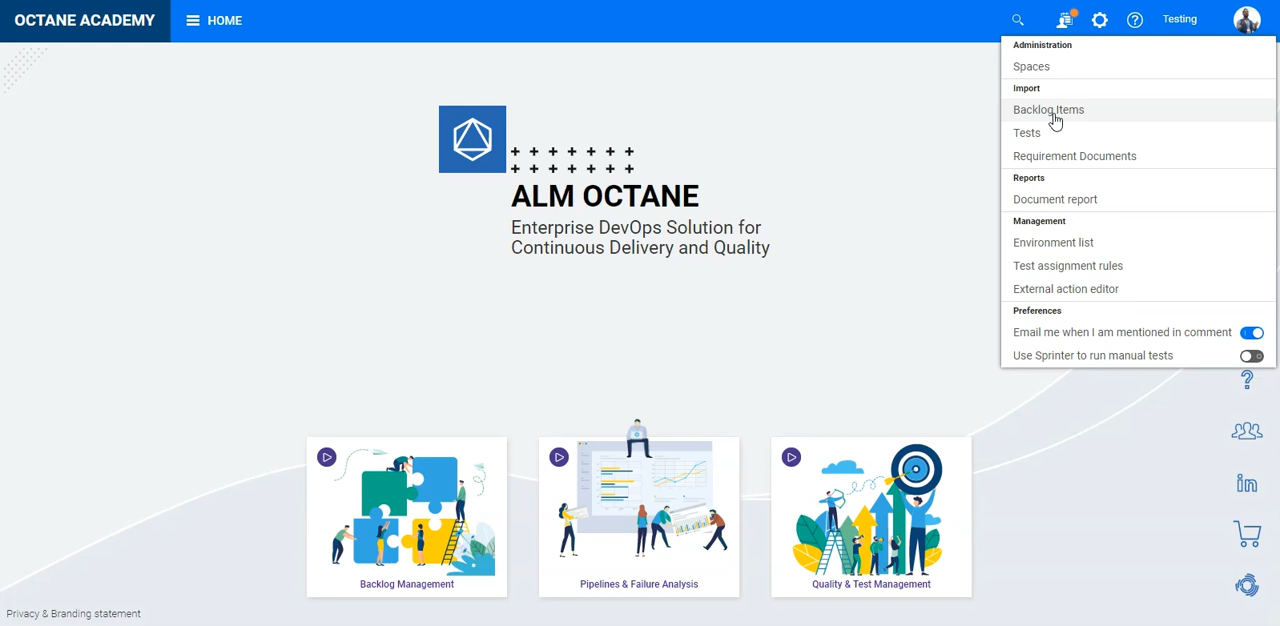 OCTANE ACADEMY
HOME
Testing
Administration
Spaces
Import
Backlog Items
Tests
Requirement Documents
Reports
Document report
Management
Environment list
Test assignment rules
External action editor
Preferences
Email me when I am mentioned in comment
Use Sprinter to run manual tests
ALM OCTANE
Enterprise DevOps Solution for
Continuous Delivery and Quality
Backlog Management
Pipelines & Failure Analysis
Quality & Test Management
in
Privacy & Branding statement